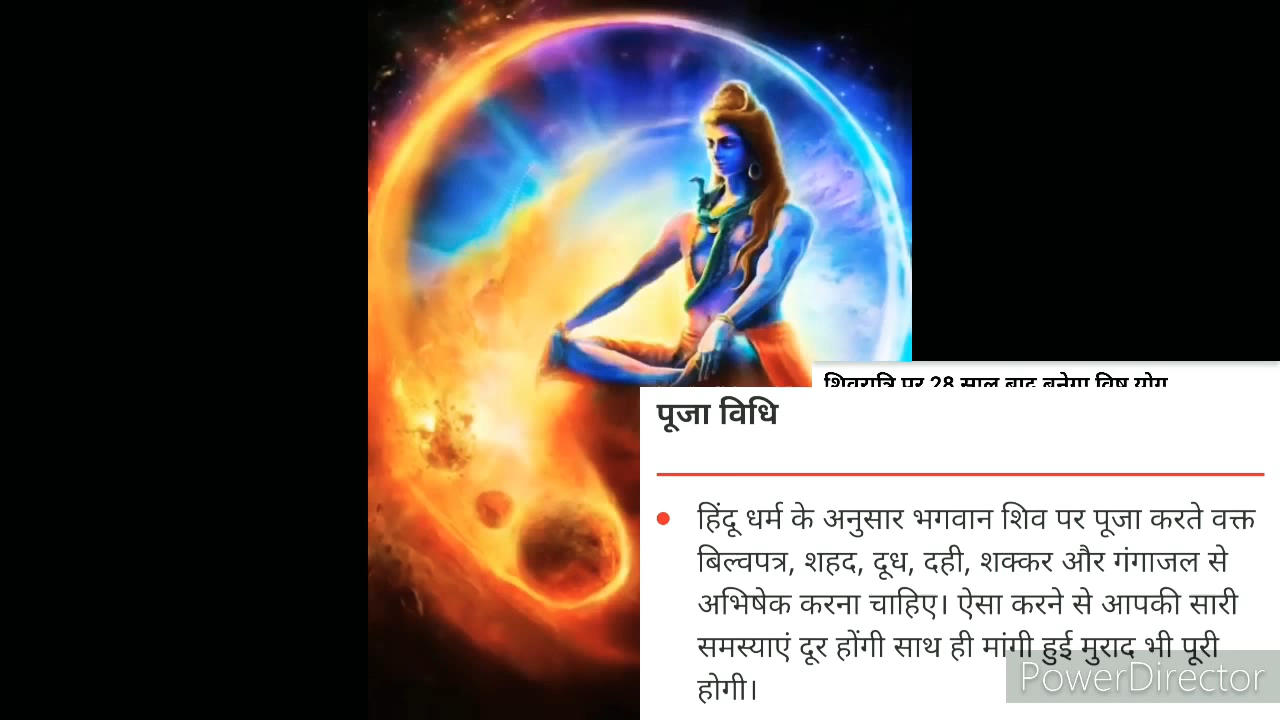 शिवरात्रि पर 28 साल बाद बनेगा विष योग
पूजा विधि
हिंदू धर्म के अनुसार भगवान शिव पर पूजा करते वक्त
बिल्वपत्र, शहद, दूध, दही, शक्कर और गंगाजल से
अभिषेक करना चाहिए। ऐसा करने से आपकी सारी
समस्याएं दूर होंगी साथ ही मांगी हुई मुराद भी पूरी
होगी।
PowerDirector